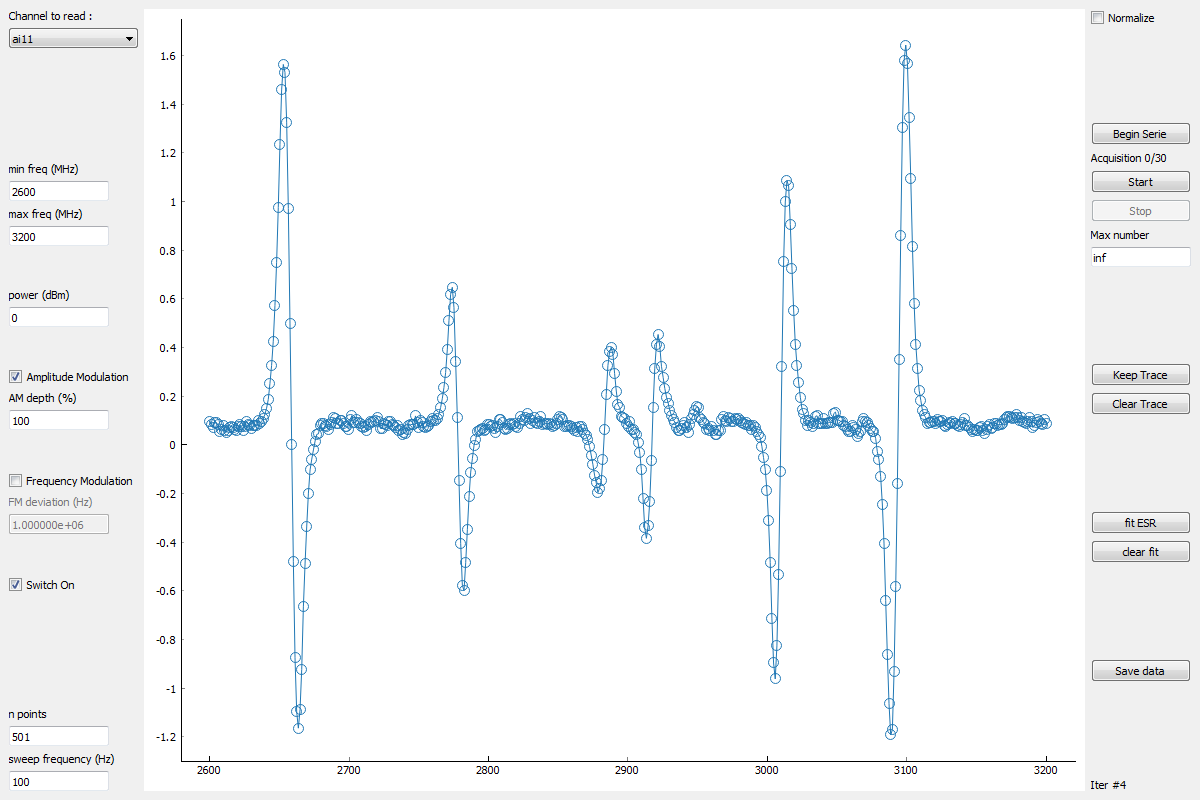 Channel to read :
ai11
min freq (MHz)
2600
max freq (MHz)
3200
power (dBm)
0
Amplitude Modulation
AM depth (%)
100
Frequency Modulation
FM deviation (Hz)
1.000000e+06
Switch On
n points
501
sweep frequency (Hz)
100
1.6
1.4
1.2
1
0.8
0.6
0.4
0.2
0
-0.2
-0.4
-0.6
-0.8
-1
-1.2
2600 2700 2800 2900 3000 3100 3200
Normalize
Begin Serie
Acquisition 0/30
Start
Stop
Max number
inf
Keep Trace
Clear Trace
fit ESR
clear fit
Save data
Iter #4